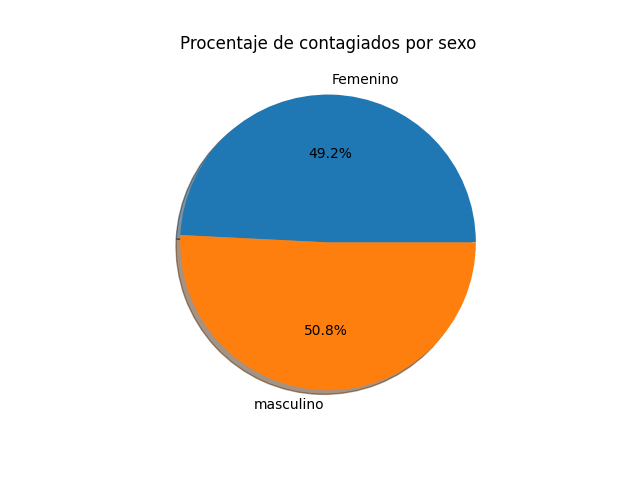 Procentaje de contagiados por sexo
Femenino
49.2%
50.8%
masculino